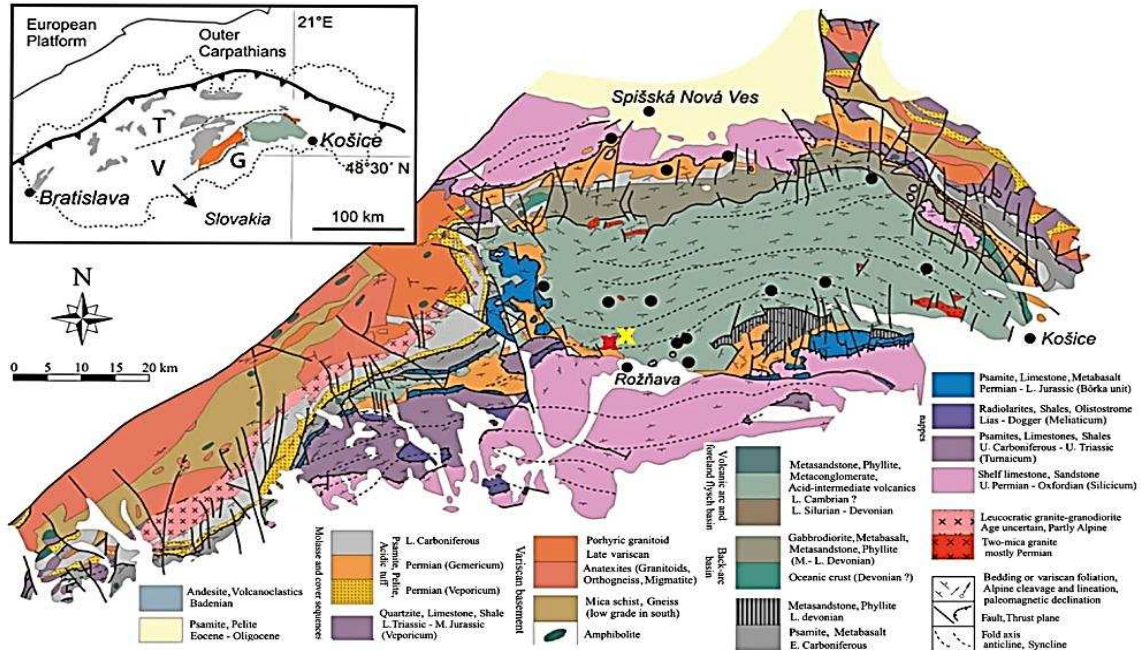 European
Platform
Outer
Carpathians
21°E
T
V
G
Košice
48°30´ N
Bratislava
Slovakia
100 km
N
0 5 10 15 20 km
Spišská Nová Ves
Košice
Rožňava
Andesite, Volcanoclastics
Badenian
Psamite, Pelite
Eocene - Oligocene
Molasse and cover sequences
Psamite, Pelite,
Acidic tuff
L. Carboniferous
Permian (Gemericum)
Permian (Veporicum)
Quartzite, Limestone, Shale
L.Triassic - M. Jurassic
(Veporicum)
Variscan basement
Porhyric granitoid
Late variscan
Anatexites (Granitoids,
Orthogness, Migmatite)
Mica schist, Gneiss
(low grade in south)
Amphibolite
Volcanic arc and
foreland flysch basin
Metasandstone, Phyllite,
Metaconglomerate,
Acid-intermediate volcanics
L. Cambrian ?
L. Silurian - Devonian
Back-arc
basin
Gabbrodiorite, Metabasalt,
Metasandstone, Phyllite
(M.- L. Devonian)
Oceanic crust (Devonian ?)
Metasandstone, Phyllite
L. devonian
Psamite, Metabasalt
E. Carboniferous
nappes
Psamite, Limestone, Metabasalt
Permian - L. Jurassic (Bôrka unit)
Radiolarites, Shales, Olistostrome
Lias - Dogger (Meliaticum)
Psamites, Limestones, Shales
U. Carboniferous - U. Triassic
(Turnaicum)
Shelf limestone, Sandstone
U. Permian - Oxfordian (Silicicum)
Leucocratic granite-granodiorite
Age uncertain, Partly Alpine
Two-mica granite
mostly Permian
Bedding or variscan foliation,
Alpine cleavage and lineation,
paleomagnetic declination
Fault, Thrust plane
Fold axis
anticline, Syncline